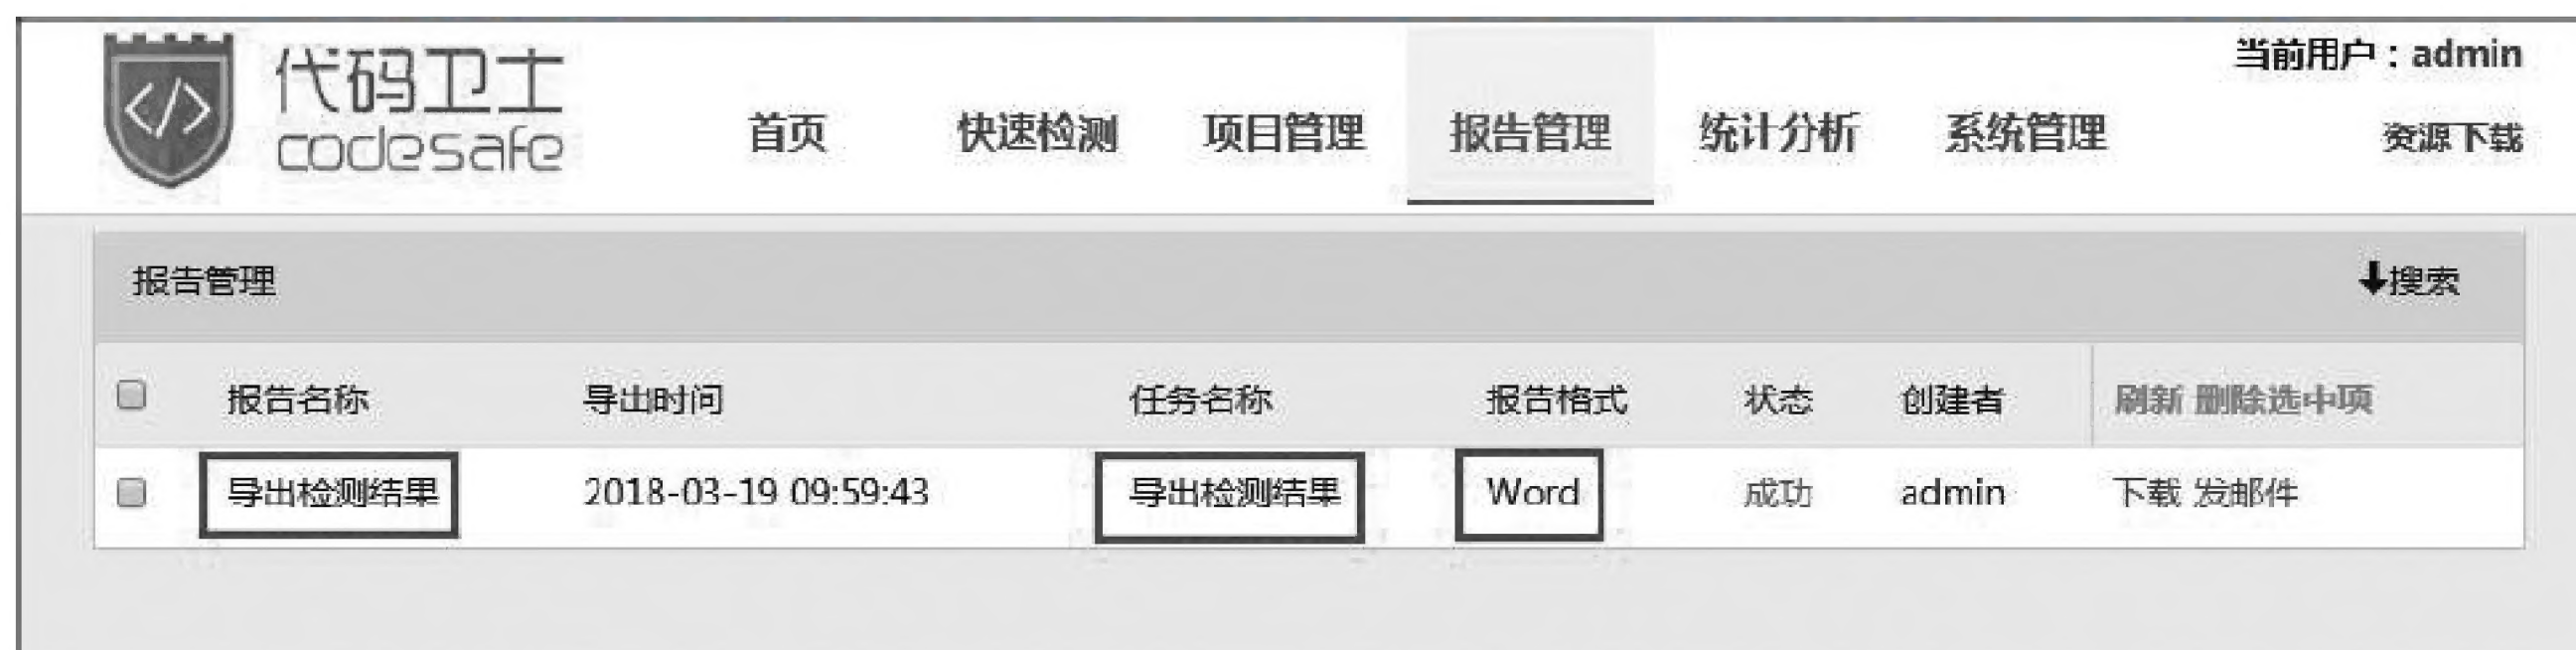 当前用户：admin
代码卫士
codesafe
首页 快速检测 项目管理 报告管理 统计分析 系统管理 资源下载
报告管理 搜索
报告名称 导出时间 任务名称 报告格式 状态 创建者 刷新 删除选中项
导出检测结果 2018-03-19 09:59:43 导出检测结果 Word 成功 admin 下载 发邮件